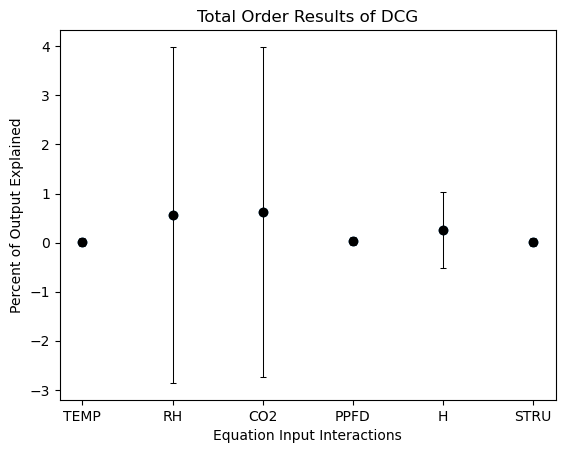 Total Order Results of DCG
Percent of Output Explained
4
3
2
1
0
−1
−2
−3
TEMP RH CO2 PPFD H STRU
Equation Input Interactions